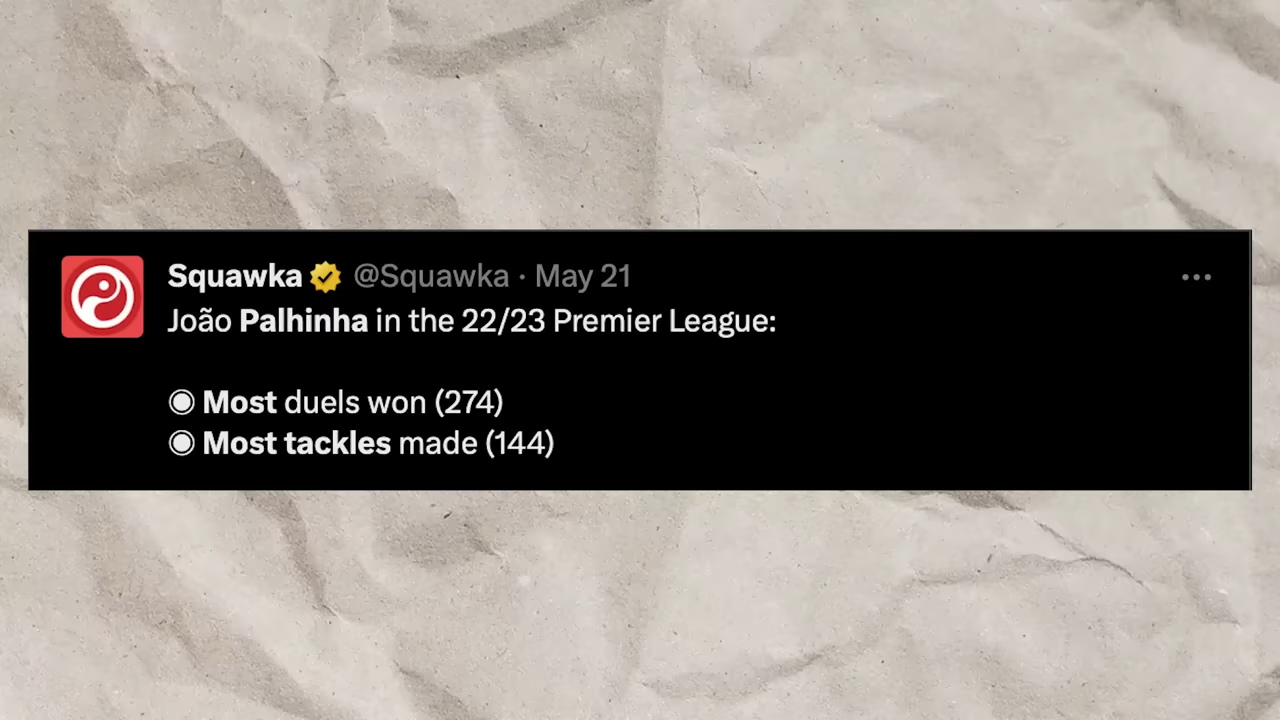 Squawka @Squawka · May 21
João Palhinha in the 22/23 Premier League:
◉ Most duels won (274)
◉ Most tackles made (144)